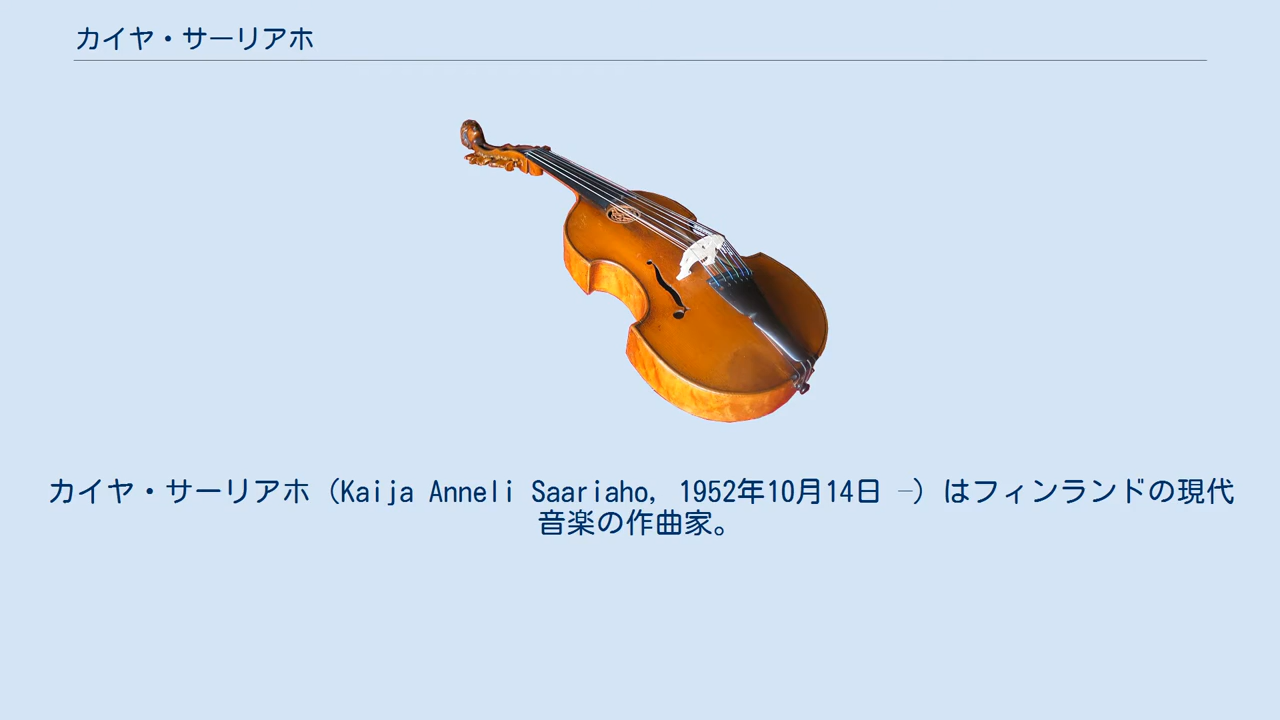 カイヤ・サーリアホ
カイヤ・サーリアホ（Kaija Anneli Saariaho, 1952年10月14日 –）はフィンランドの現代
音楽の作曲家。